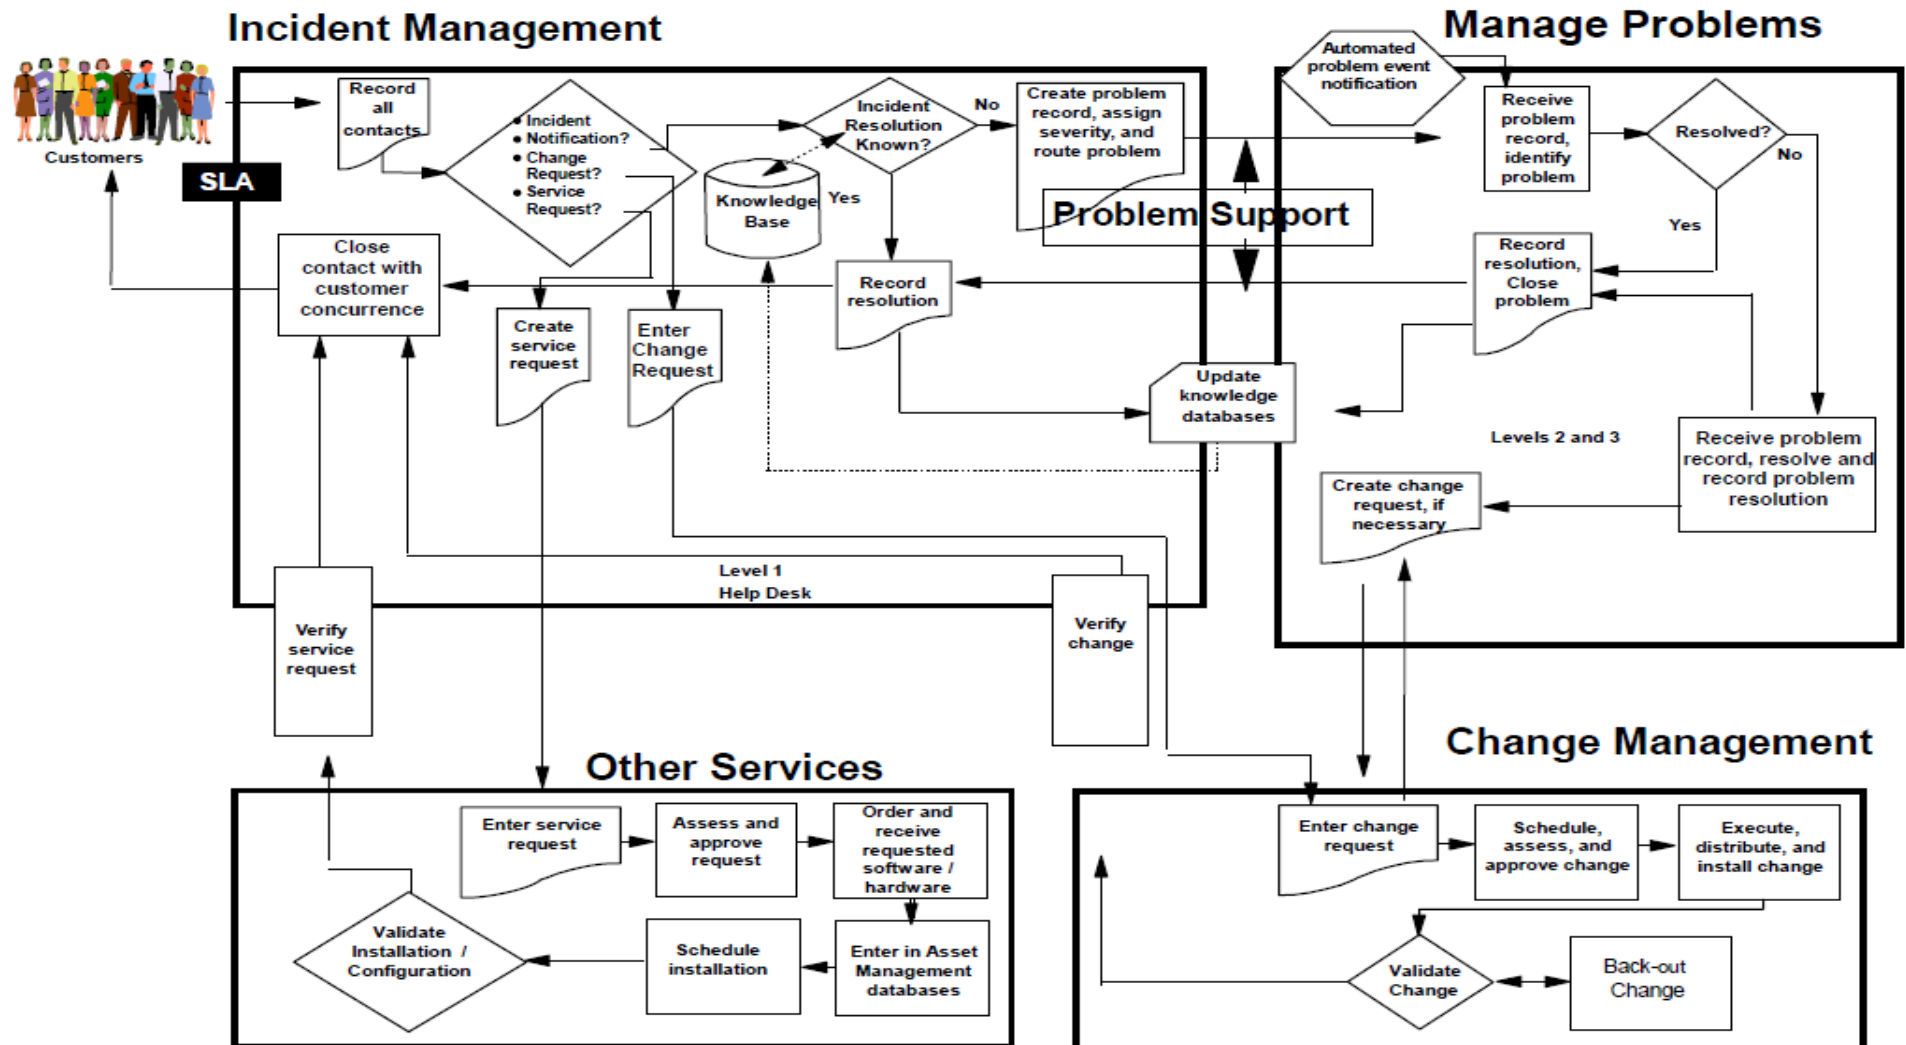 Incident Management
Manage Problems
Customers
SLA
Record
all
contacts
• Incident
• Notification?
• Change
Request?
• Service
Request?
Incident
Resolution
Known?
No
Yes
Knowledge
Base
Create problem
record, assign
severity, and
route problem
Problem Support
Close
contact with
customer
concurrence
Create
service
request
Enter
Change
Request
Record
resolution
Update
knowledge
databases
Level 1
Help Desk
Verify
service
request
Verify
change
Automated
problem event
notification
Receive
problem
record,
identify
problem
Resolved?
No
Yes
Record
resolution,
Close
problem
Levels 2 and 3
Receive problem
record, resolve and
record problem
resolution
Create change
request, if
necessary
Other Services
Enter service
request
Assess and
approve
request
Order and
receive
requested
software /
hardware
Validate
Installation /
Configuration
Schedule
installation
Enter in Asset
Management
databases
Change Management
Enter change
request
Schedule,
assess, and
approve change
Execute,
distribute, and
install change
Validate
Change
Back-out
Change